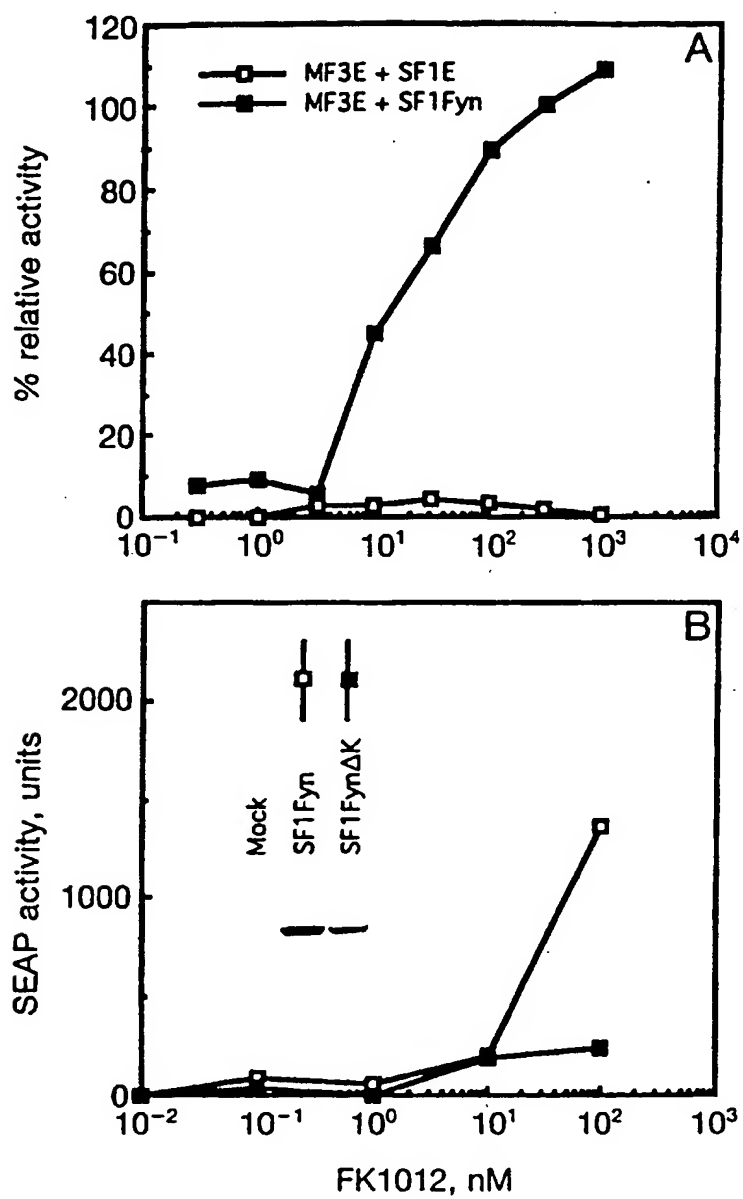 A
120
100
80
60
40
20
0
% relative activity
MF3E + SF1E
MF3E + SF1Fyn
10⁻¹ 10⁰ 10¹ 10² 10³ 10⁴
B
2000
1000
0
SEAP activity, units
Mock
SF1Fyn
SF1FynΔK
10⁻² 10⁻¹ 10⁰ 10¹ 10² 10³
FK1012, nM